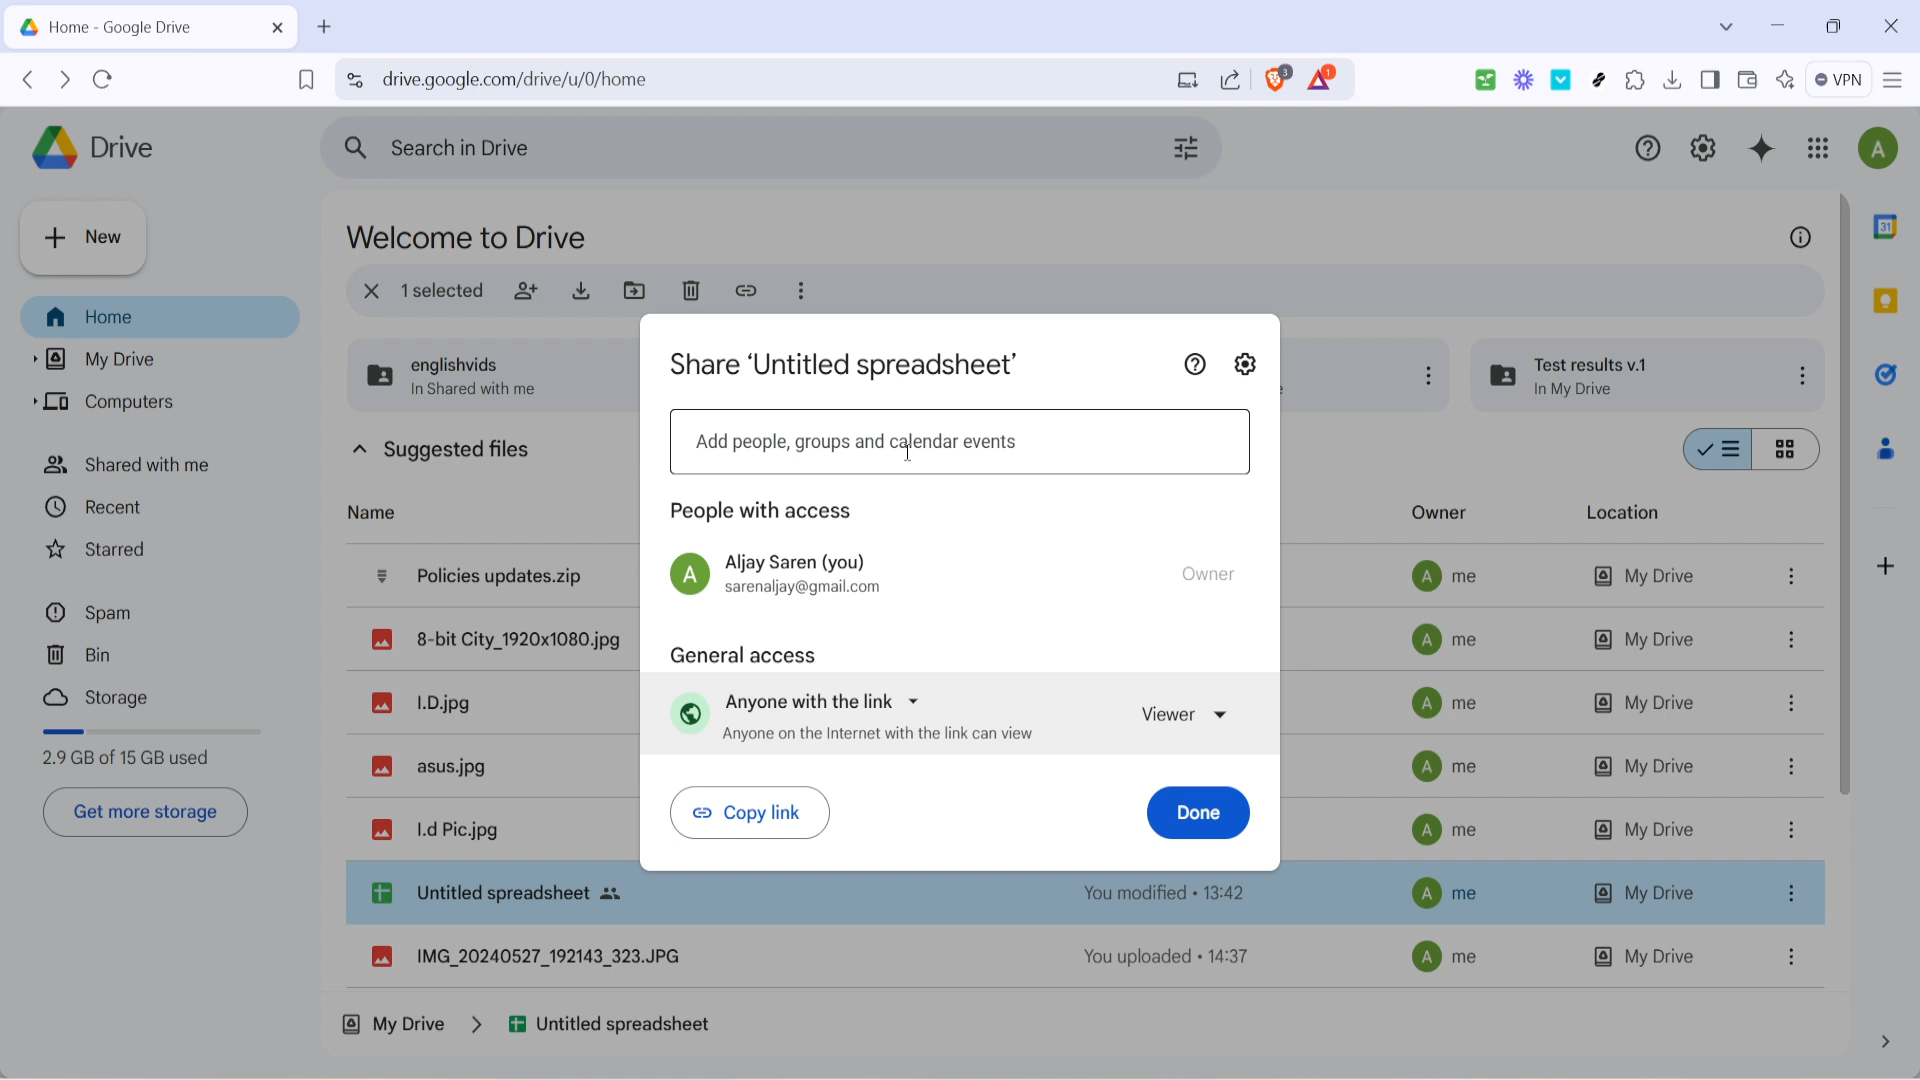 Home - Google Drive
drive.google.com/drive/u/0/home
3
1
VPN
Drive
Search in Drive
A
New
Welcome to Drive
31
1 selected
Home
My Drive
Computers
Shared with me
Recent
Starred
Spam
Bin
Storage
2.9 GB of 15 GB used
Get more storage
englishvids
In Shared with me
Test results v.1
In My Drive
Suggested files
Name
Owner
Location
Policies updates.zip
A me
My Drive
8-bit City_1920x1080.jpg
A me
My Drive
I.D.jpg
A me
My Drive
asus.jpg
A me
My Drive
I.d Pic.jpg
A me
My Drive
Untitled spreadsheet
You modified • 13:42
A me
My Drive
IMG_20240527_192143_323.JPG
You uploaded • 14:37
A me
My Drive
My Drive
Untitled spreadsheet
Share ‘Untitled spreadsheet’
Add people, groups and calendar events
People with access
A
Aljay Saren (you)
sarenaljay@gmail.com
Owner
General access
Anyone with the link
Anyone on the Internet with the link can view
Viewer
Copy link
Done